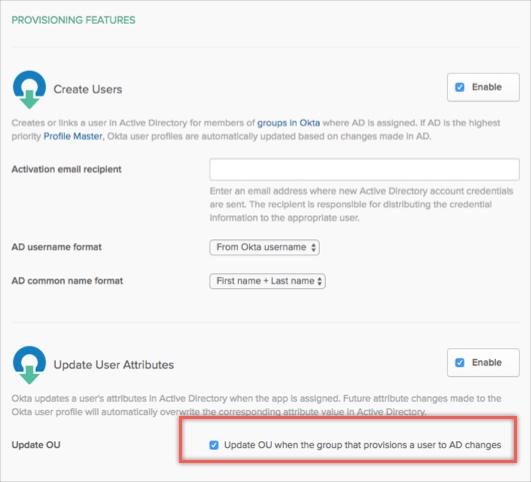 PROVISIONING FEATURES
Create Users
Enable
Creates or links a user in Active Directory for members of groups in Okta where AD is assigned. If AD is the highest
priority Profile Master, Okta user profiles are automatically updated based on changes made in AD.
Activation email recipient
Enter an email address where new Active Directory account credentials
are sent. The recipient is responsible for distributing the credential
information to the appropriate user.
AD username format
From Okta username
AD common name format
First name + Last name
Update User Attributes
Enable
Okta updates a user's attributes in Active Directory when the app is assigned. Future attribute changes made to the
Okta user profile will automatically overwrite the corresponding attribute value in Active Directory.
Update OU
Update OU when the group that provisions a user to AD changes